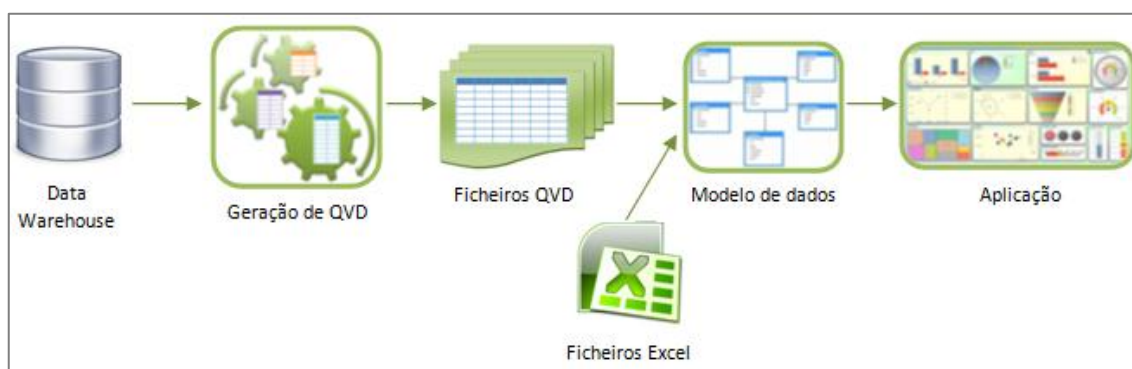 Data
Warehouse
Geração de QVD
Ficheiros QVD
Modelo de dados
Aplicação
Ficheiros Excel